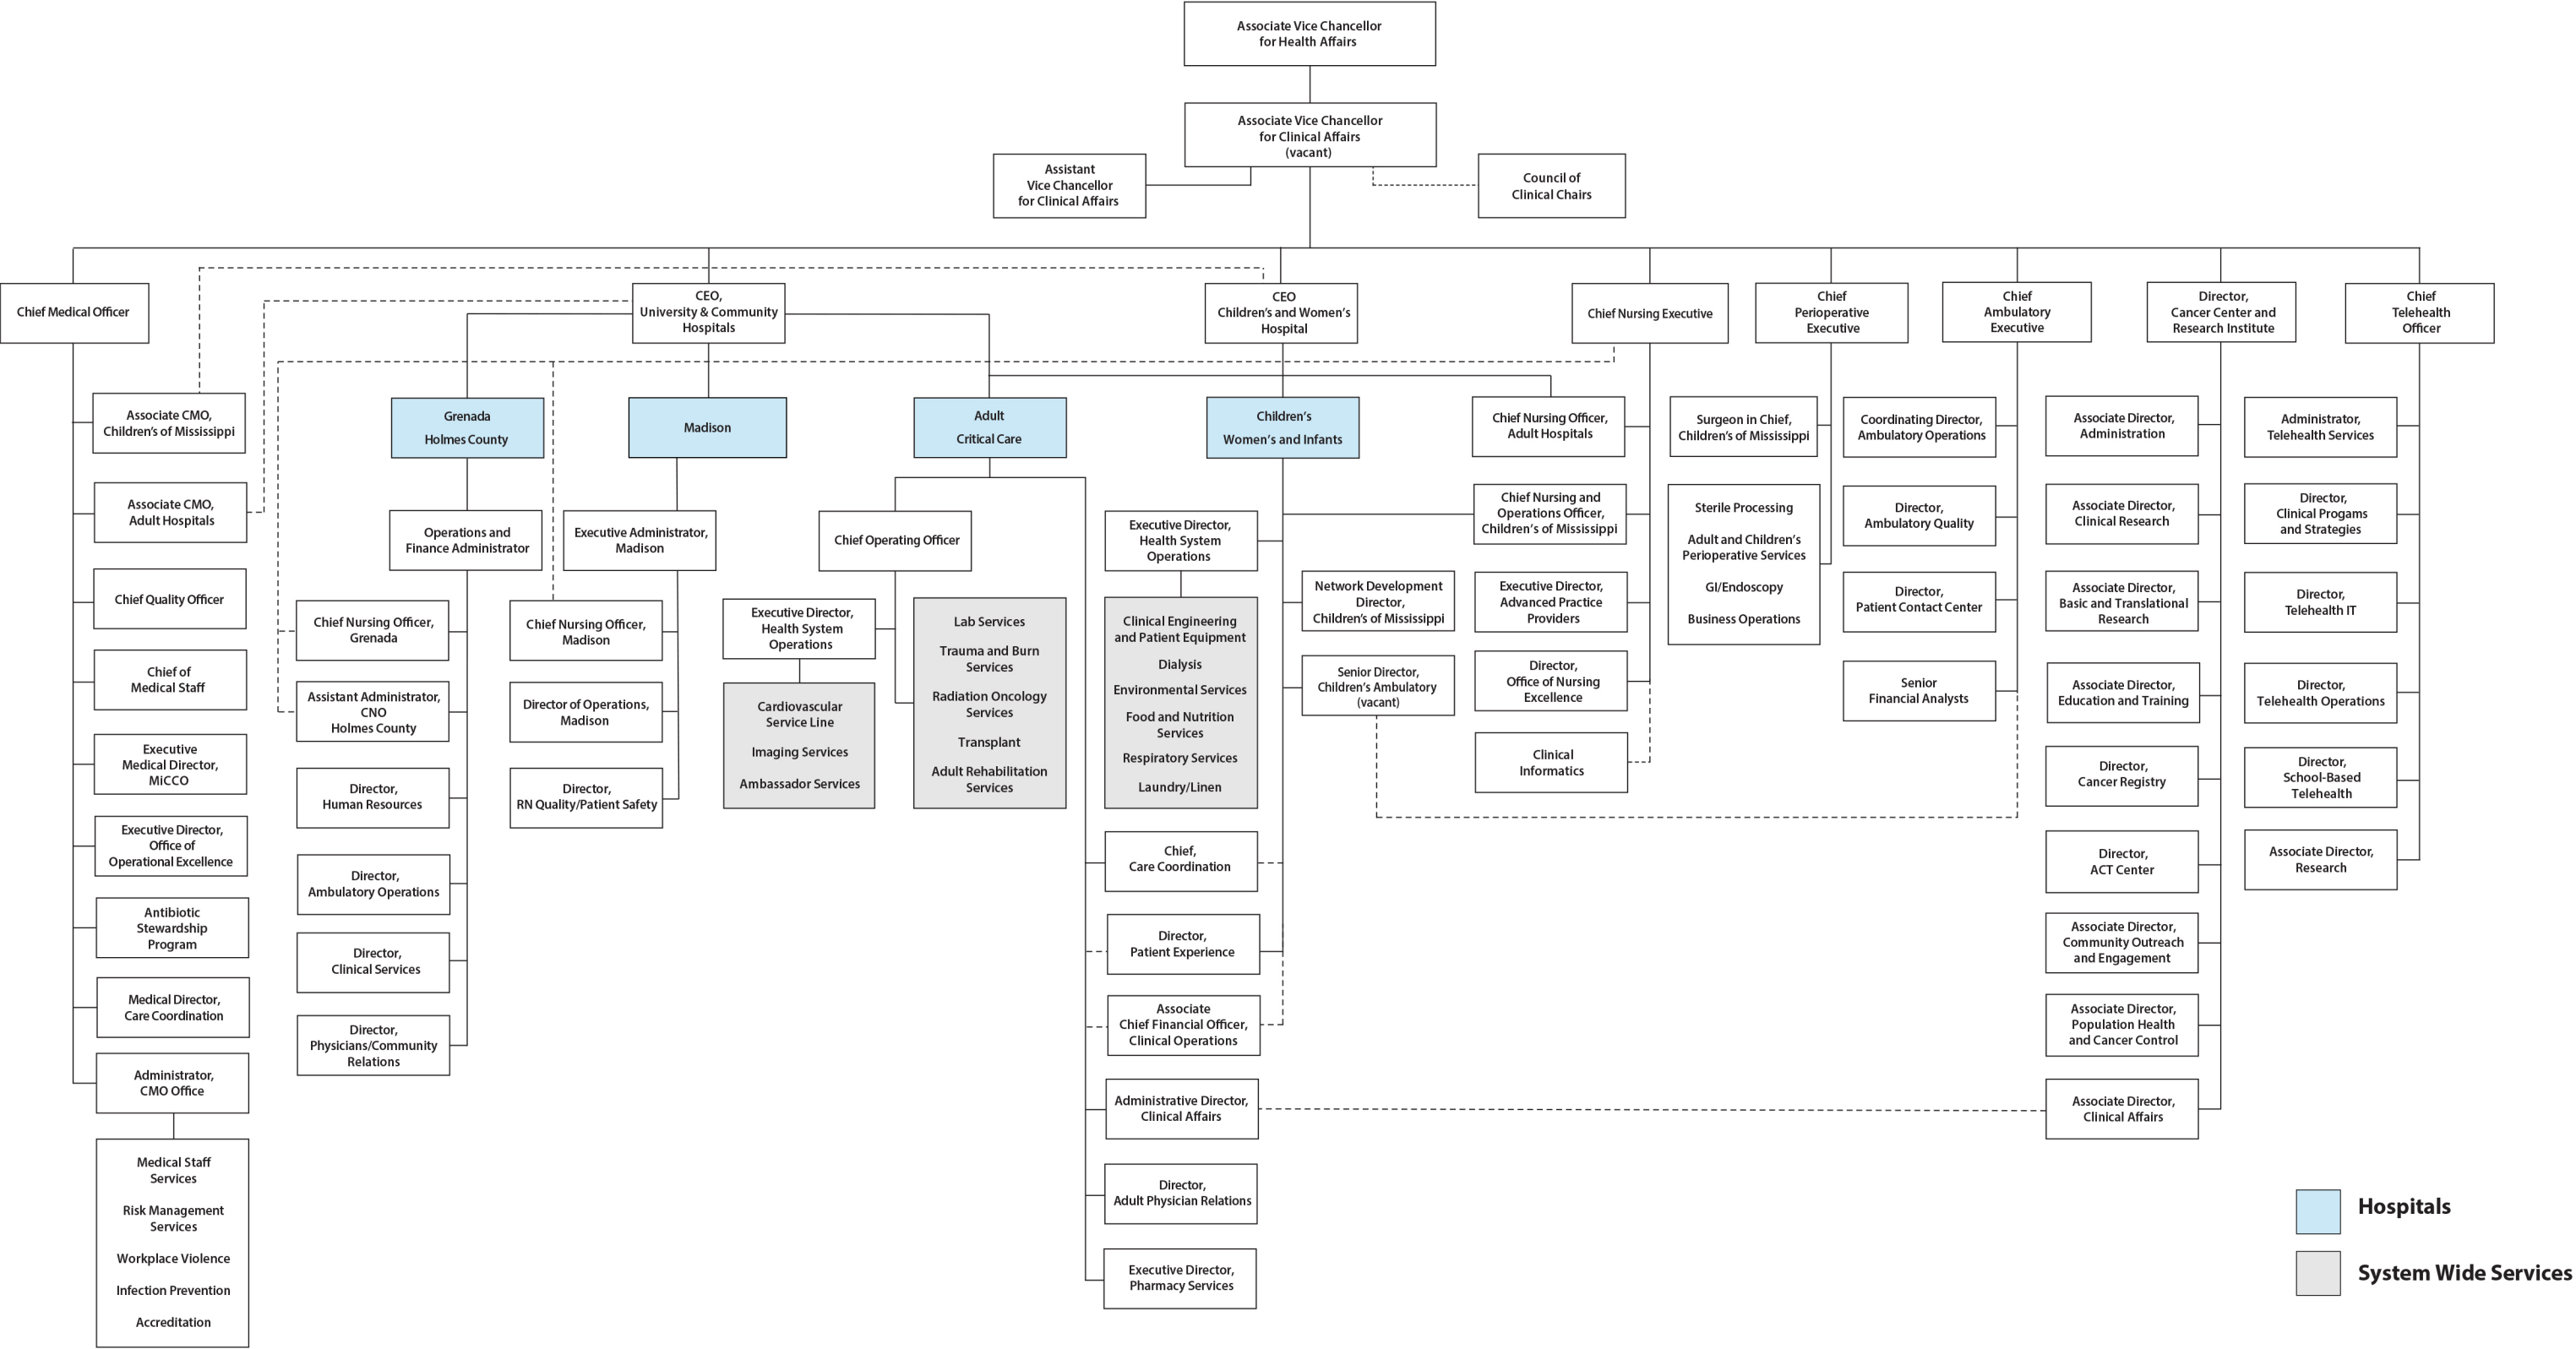 Associate Vice Chancellor
for Health Affairs
Associate Vice Chancellor
for Clinical Affairs
(vacant)
Assistant
Vice Chancellor
for Clinical Affairs
Council of
Clinical Chairs
Chief Medical Officer
CEO,
University & Community
Hospitals
CEO
Children's and Women's
Hospital
Chief Nursing Executive
Chief
Perioperative
Executive
Chief
Ambulatory
Executive
Director,
Cancer Center and
Research Institute
Chief
Telehealth
Officer
Associate CMO,
Children's of Mississippi
Associate CMO,
Adult Hospitals
Chief Quality Officer
Chief of
Medical Staff
Executive
Medical Director,
MiCCO
Executive Director,
Office of
Operational Excellence
Antibiotic
Stewardship
Program
Medical Director,
Care Coordination
Administrator,
CMO Office
Medical Staff
Services
Risk Management
Services
Workplace Violence
Infection Prevention
Accreditation
Grenada
Holmes County
Operations and
Finance Administrator
Chief Nursing Officer,
Grenada
Assistant Administrator,
CNO
Holmes County
Director,
Human Resources
Director,
Ambulatory Operations
Director,
Clinical Services
Director,
Physicians/Community
Relations
Madison
Executive Administrator,
Madison
Chief Nursing Officer,
Madison
Director of Operations,
Madison
Director,
RN Quality/Patient Safety
Adult
Critical Care
Chief Operating Officer
Executive Director,
Health System
Operations
Cardiovascular
Service Line
Imaging Services
Ambassador Services
Lab Services
Trauma and Burn
Services
Radiation Oncology
Services
Transplant
Adult Rehabilitation
Services
Children's
Women's and Infants
Executive Director,
Health System
Operations
Clinical Engineering
and Patient Equipment
Dialysis
Environmental Services
Food and Nutrition
Services
Respiratory Services
Laundry/Linen
Chief,
Care Coordination
Director,
Patient Experience
Associate
Chief Financial Officer,
Clinical Operations
Administrative Director,
Clinical Affairs
Director,
Adult Physician Relations
Executive Director,
Pharmacy Services
Network Development
Director,
Children's of Mississippi
Senior Director,
Children's Ambulatory
(vacant)
Chief Nursing Officer,
Adult Hospitals
Chief Nursing and
Operations Officer,
Children's of Mississippi
Executive Director,
Advanced Practice
Providers
Director,
Office of Nursing
Excellence
Clinical
Informatics
Surgeon in Chief,
Children's of Mississippi
Sterile Processing
Adult and Children's
Perioperative Services
GI/Endoscopy
Business Operations
Coordinating Director,
Ambulatory Operations
Director,
Ambulatory Quality
Director,
Patient Contact Center
Senior
Financial Analysts
Associate Director,
Administration
Associate Director,
Clinical Research
Associate Director,
Basic and Translational
Research
Associate Director,
Education and Training
Director,
Cancer Registry
Director,
ACT Center
Associate Director,
Community Outreach
and Engagement
Associate Director,
Population Health
and Cancer Control
Associate Director,
Clinical Affairs
Administrator,
Telehealth Services
Director,
Clinical Progams
and Strategies
Director,
Telehealth IT
Director,
Telehealth Operations
Director,
School-Based
Telehealth
Associate Director,
Research
Hospitals
System Wide Services